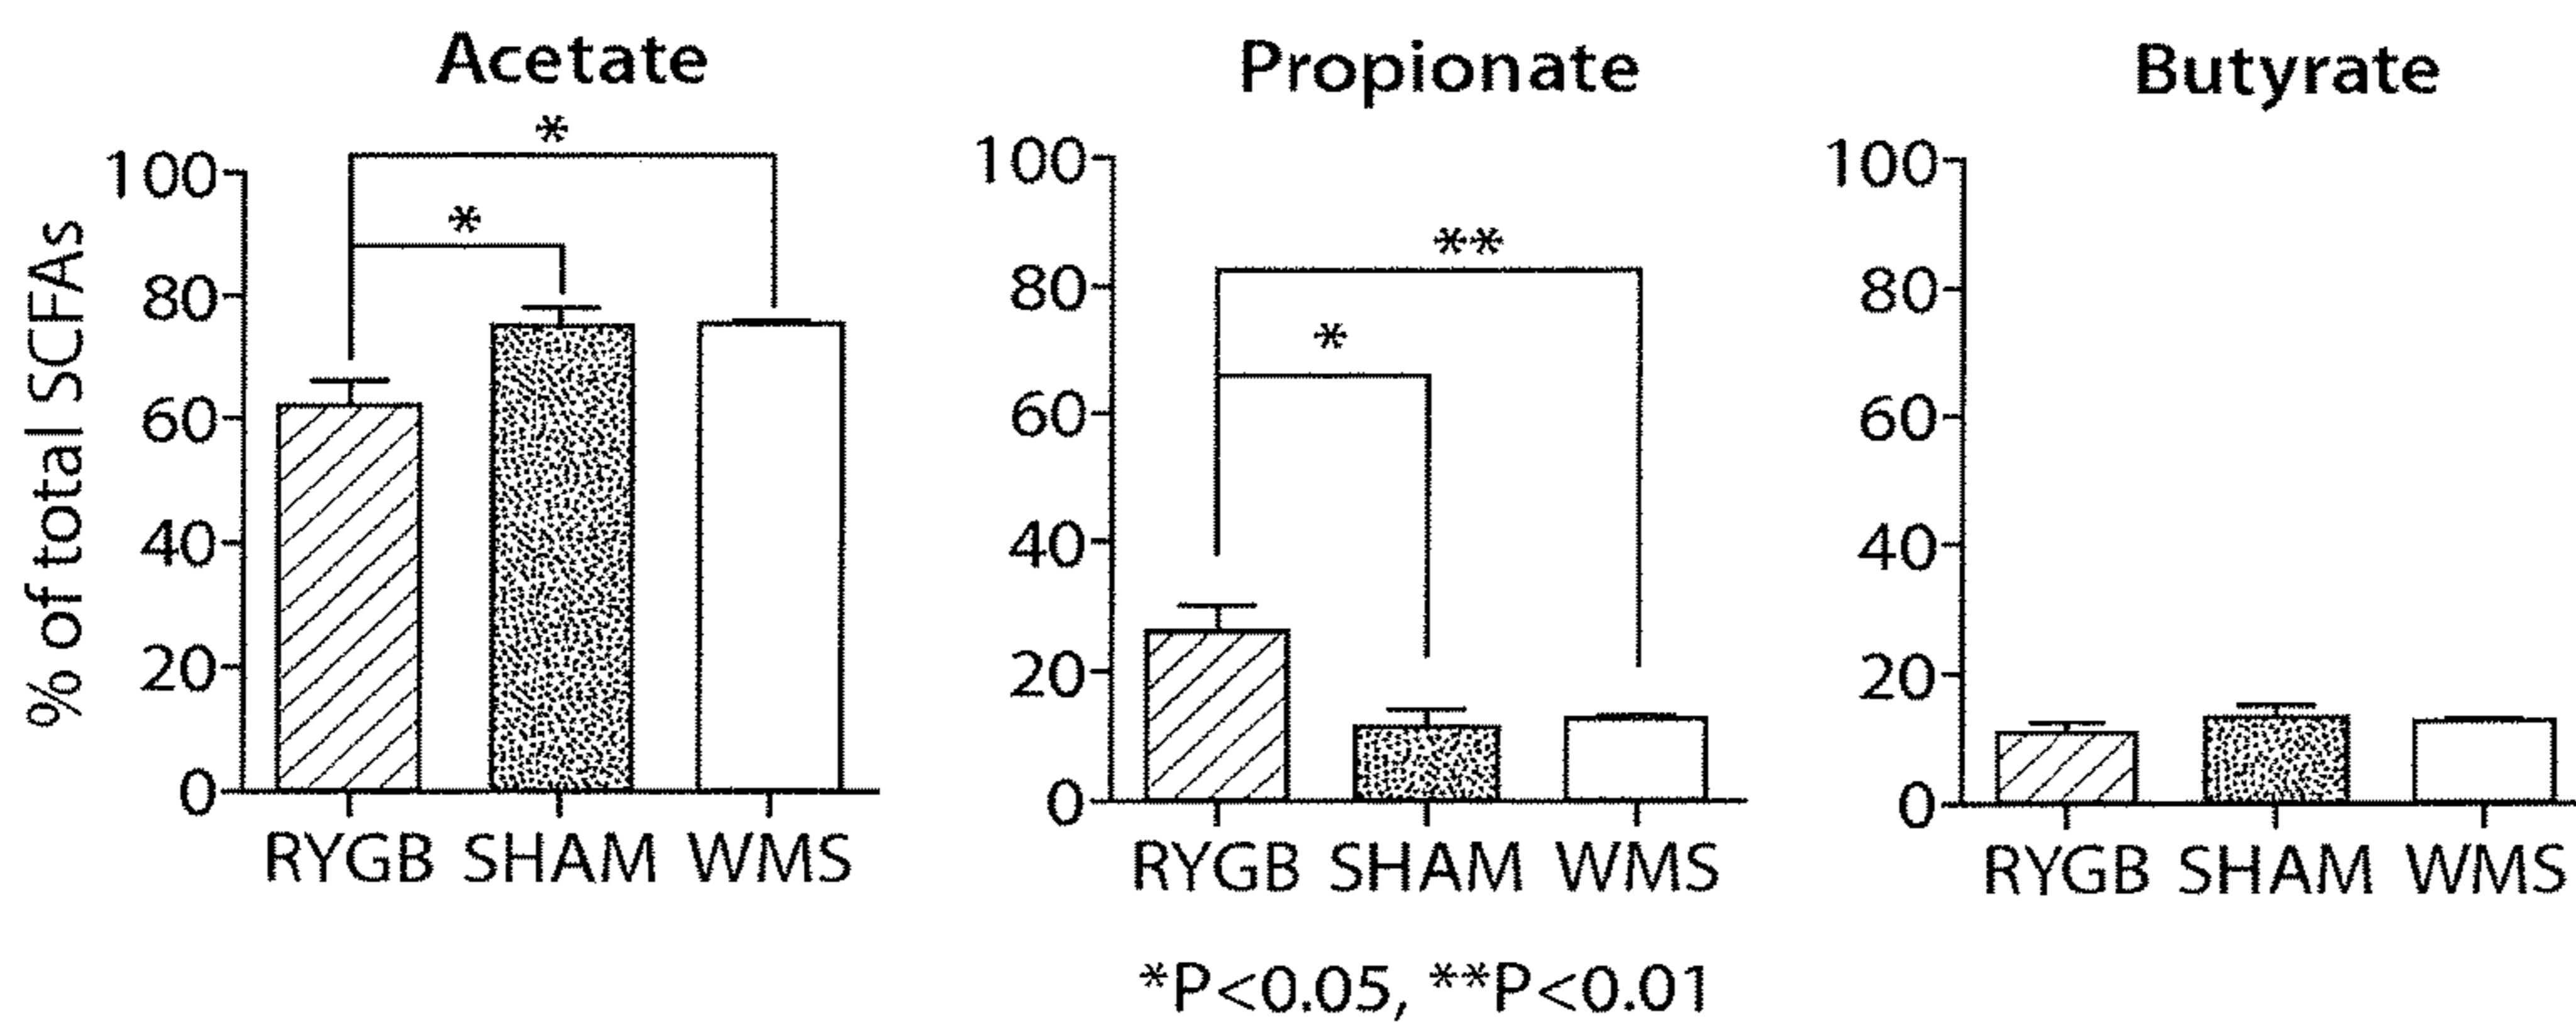 Acetate
Propionate
Butyrate
% of total SCFAs
*
*
100
80
60
40
20
0
RYGB SHAM WMS
**
*
100
80
60
40
20
0
RYGB SHAM WMS
100
80
60
40
20
0
RYGB SHAM WMS
*P<0.05, **P<0.01